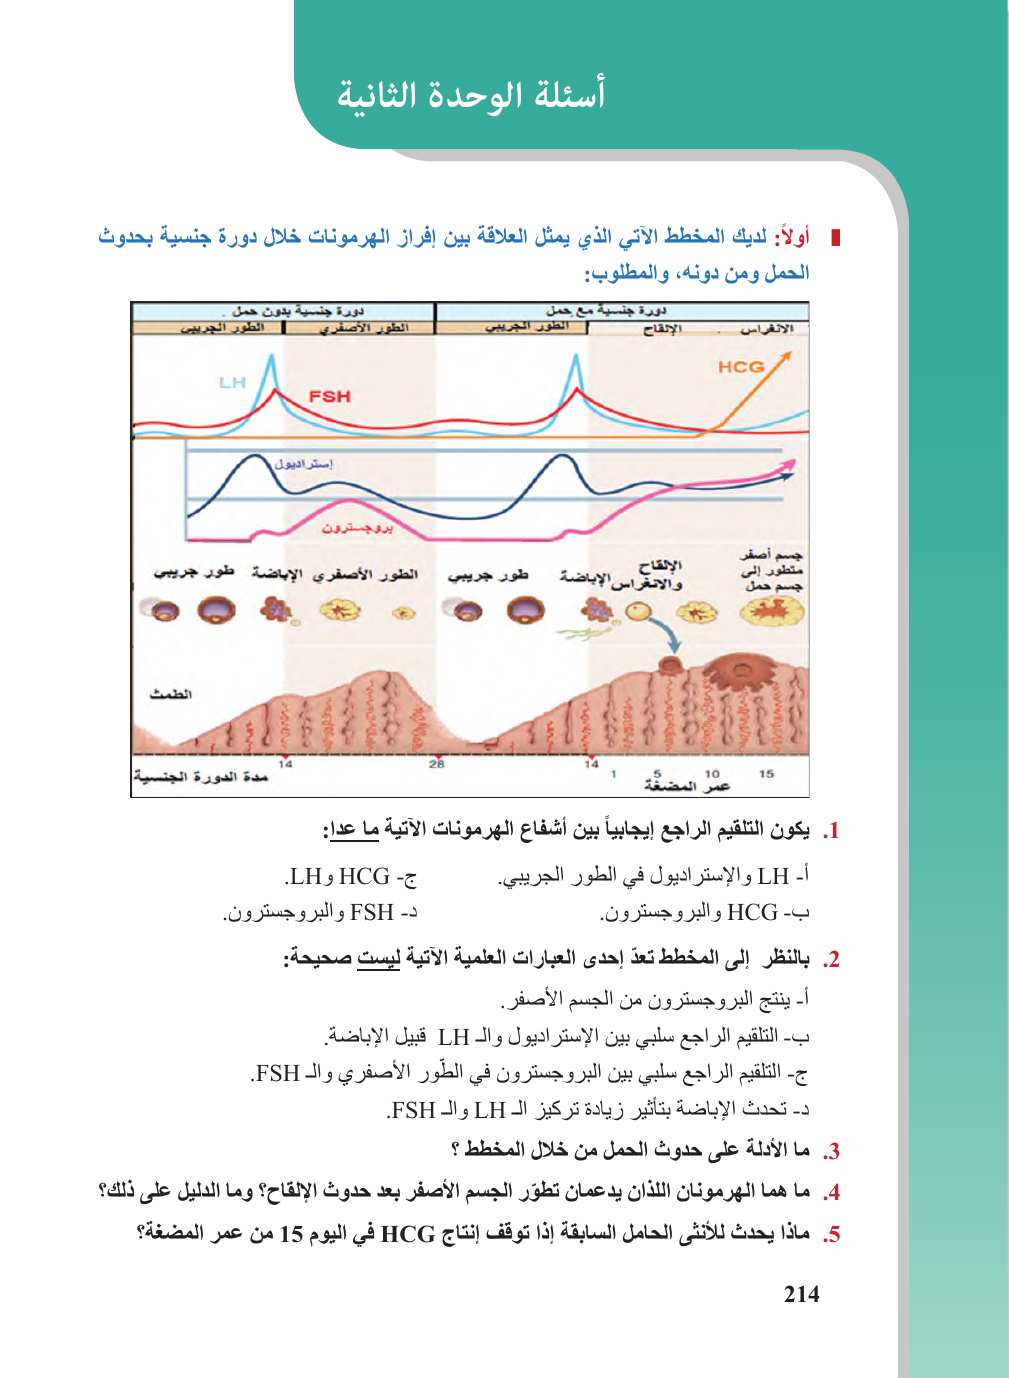 أسئلة الوحدة الثانية
أولاً: لديك المخطط الآتي الذي يمثل العلاقة بين إفراز الهرمونات خلال دورة جنسية بحدوث
الحمل ومن دونه، والمطلوب:
دورة جنسية بدون حمل . دورة جنسية مع حمل
الطور الجريبي الطور الأصفري الطور الجريبي الإلقاح الانغراس
HCG
LH
FSH
إستراديول
بروجسترون
طور جريبي الإباضة الطور الأصفري طور جريبي الإباضة
الإلقاح
والانغراس
جسم أصفر
متطور إلى
جسم حمل
الطمث
14 28 14
1 5 10 15
مدة الدورة الجنسية
عمر المضغة
1. يكون التلقيم الراجع إيجابياً بين أشفاع الهرمونات الآتية ما عدا:
أ- LH والإستراديول في الطور الجريبي. ج- HCG وLH.
ب- HCG والبروجسترون. د- FSH والبروجسترون.
2. بالنظر إلى المخطط تعدّ إحدى العبارات العلمية الآتية ليست صحيحة:
أ- ينتج البروجسترون من الجسم الأصفر.
ب- التلقيم الراجع سلبي بين الإستراديول والـ LH قبيل الإباضة.
ج- التلقيم الراجع سلبي بين البروجسترون في الطّور الأصفري والـ FSH.
د- تحدث الإباضة بتأثير زيادة تركيز الـ LH والـ FSH.
3. ما الأدلة على حدوث الحمل من خلال المخطط ؟
4. ما هما الهرمونان اللذان يدعمان تطوّر الجسم الأصفر بعد حدوث الإلقاح؟ وما الدليل على ذلك؟
5. ماذا يحدث للأنثى الحامل السابقة إذا توقف إنتاج HCG في اليوم 15 من عمر المضغة؟
214